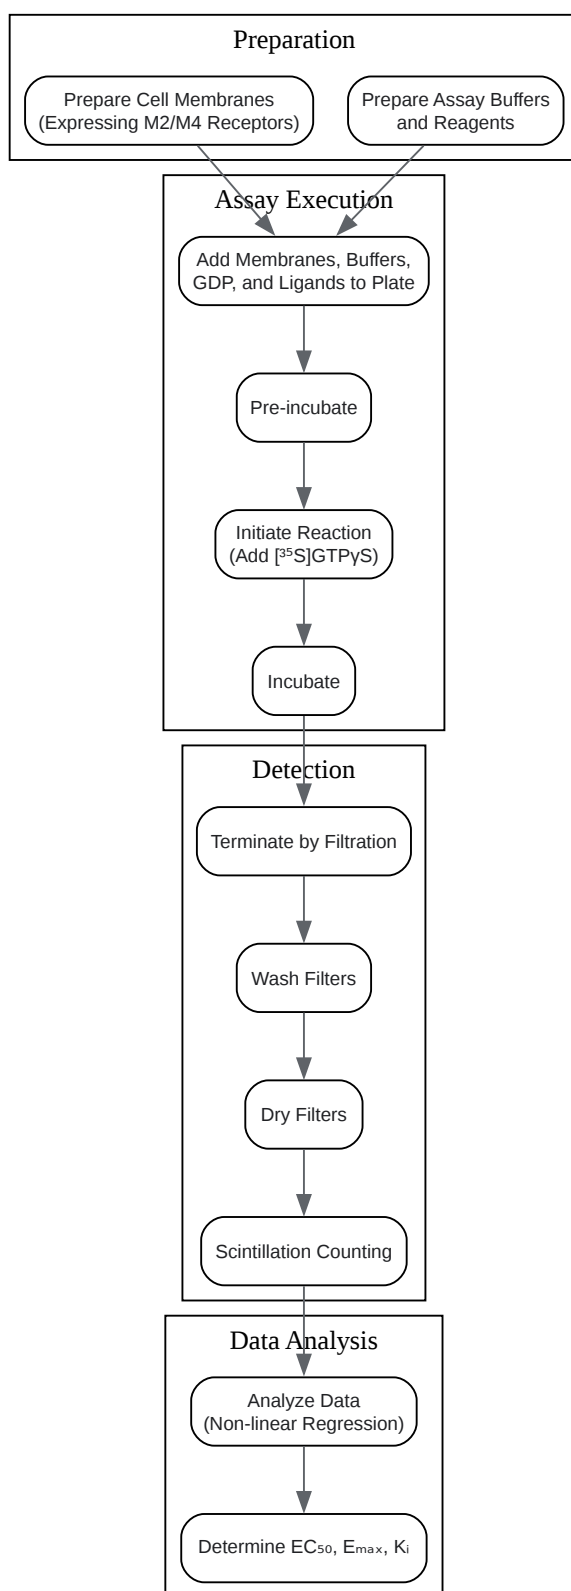 Preparation
Prepare Cell Membranes
(Expressing M2/M4 Receptors)
Prepare Assay Buffers
and Reagents
Assay Execution
Add Membranes, Buffers,
GDP, and Ligands to Plate
Pre-incubate
Initiate Reaction
(Add [³⁵S]GTPγS)
Incubate
Detection
Terminate by Filtration
Wash Filters
Dry Filters
Scintillation Counting
Data Analysis
Analyze Data
(Non-linear Regression)
Determine EC₅₀, Eₘₐₓ, Kᵢ